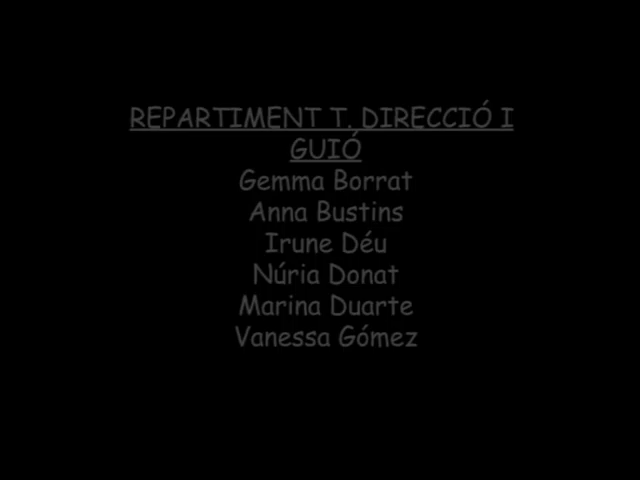 REPARTIMENT T. DIRECCIÓ I
GUIÓ
Gemma Borrat
Anna Bustins
Irune Déu
Núria Donat
Marina Duarte
Vanessa Gómez